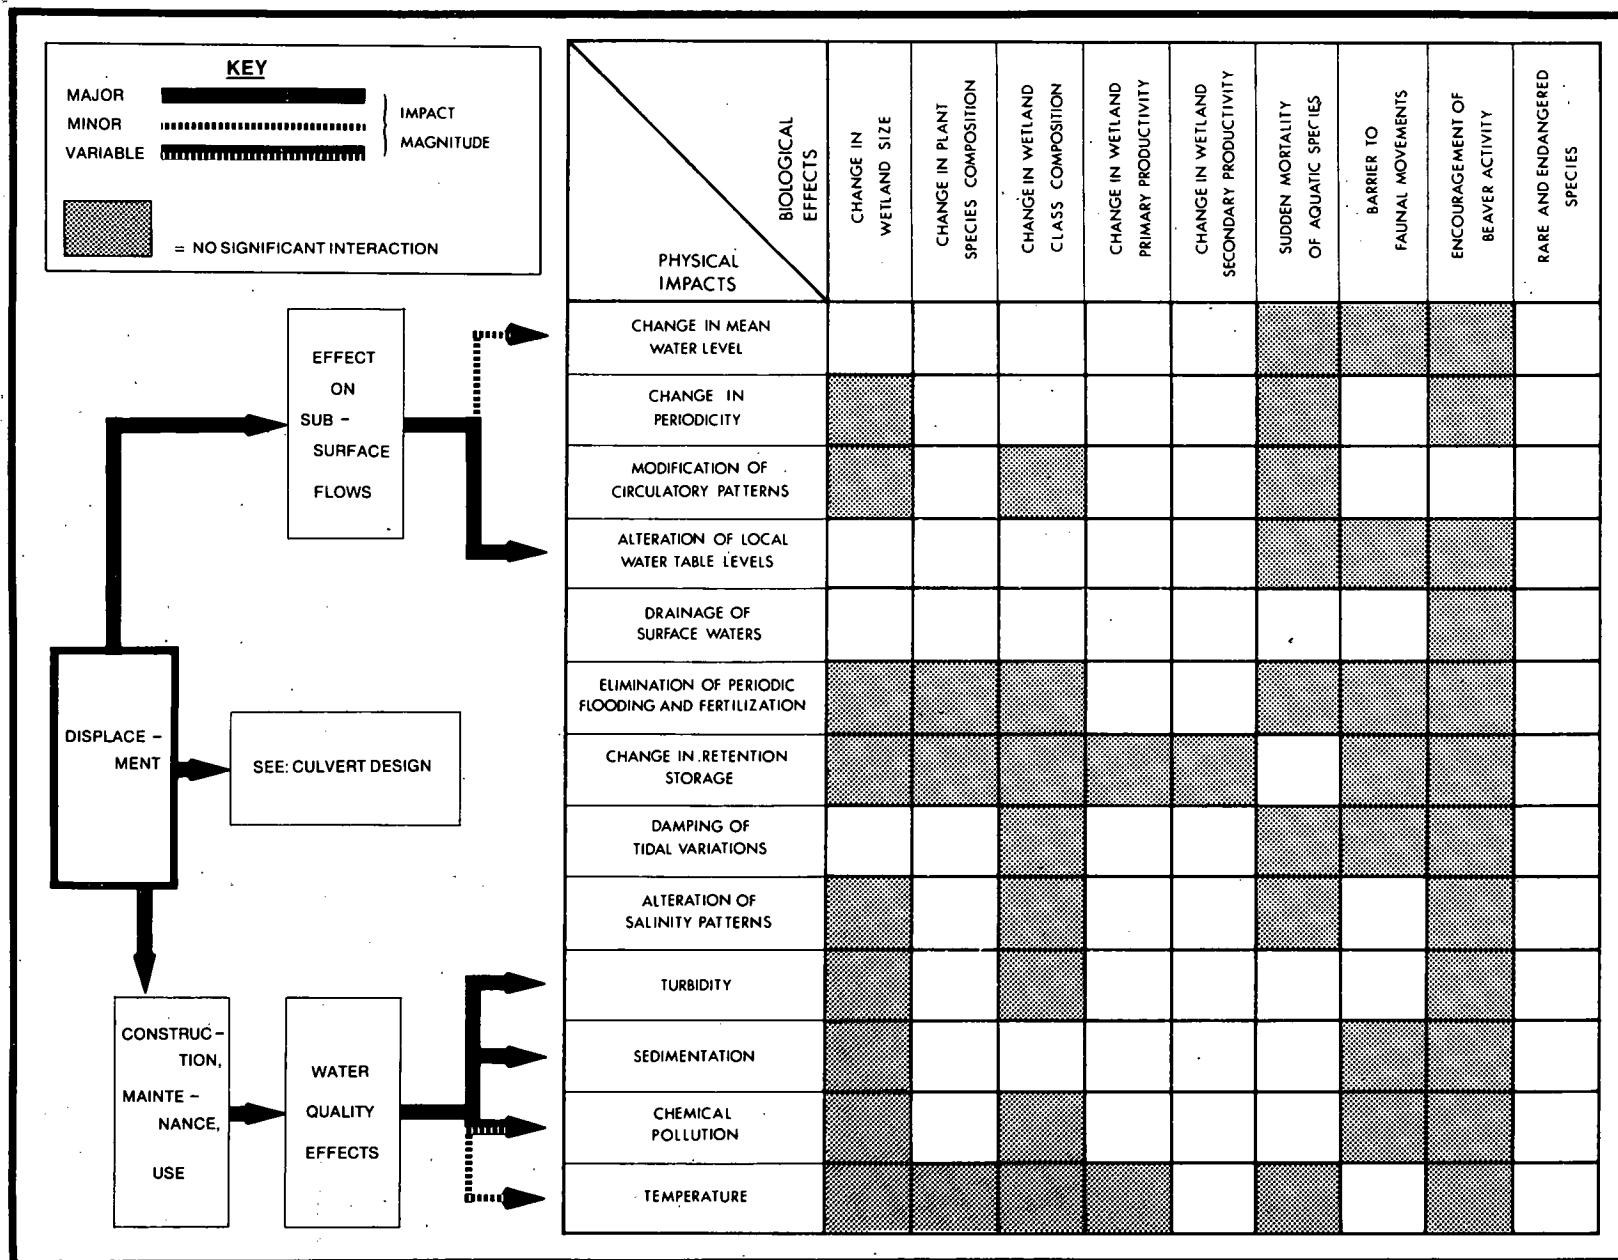 KEY
MAJOR
MINOR
VARIABLE
IMPACT
MAGNITUDE
= NO SIGNIFICANT INTERACTION
EFFECT
ON
SUB -
SURFACE
FLOWS
DISPLACE -
MENT
SEE: CULVERT DESIGN
CONSTRUC -
TION,
MAINTE -
NANCE,
USE
WATER
QUALITY
EFFECTS
BIOLOGICAL
EFFECTS
PHYSICAL
IMPACTS
CHANGE IN
WETLAND SIZE
CHANGE IN PLANT
SPECIES COMPOSITION
CHANGE IN WETLAND
CLASS COMPOSITION
CHANGE IN WETLAND
PRIMARY PRODUCTIVITY
CHANGE IN WETLAND
SECONDARY PRODUCTIVITY
SUDDEN MORTALITY
OF AQUATIC SPECIES
BARRIER TO
FAUNAL MOVEMENTS
ENCOURAGEMENT OF
BEAVER ACTIVITY
RARE AND ENDANGERED
SPECIES
CHANGE IN MEAN
WATER LEVEL
CHANGE IN
PERIODICITY
MODIFICATION OF
CIRCULATORY PATTERNS
ALTERATION OF LOCAL
WATER TABLE LEVELS
DRAINAGE OF
SURFACE WATERS
ELIMINATION OF PERIODIC
FLOODING AND FERTILIZATION
CHANGE IN RETENTION
STORAGE
DAMPING OF
TIDAL VARIATIONS
ALTERATION OF
SALINITY PATTERNS
TURBIDITY
SEDIMENTATION
CHEMICAL
POLLUTION
TEMPERATURE